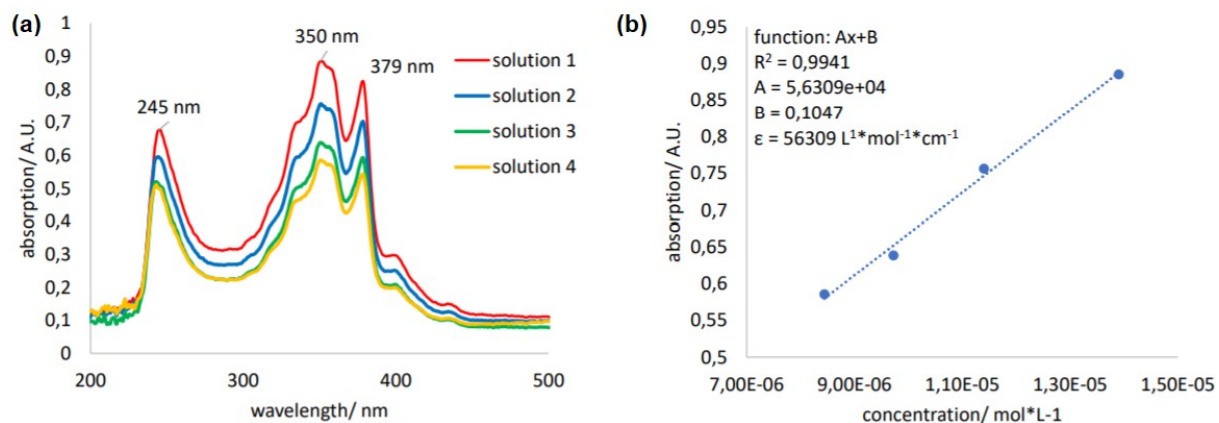 (a)
absorption/ A.U.
1
0,9
0,8
0,7
0,6
0,5
0,4
0,3
0,2
0,1
0
245 nm
350 nm
379 nm
solution 1
solution 2
solution 3
solution 4
200
300
400
500
wavelength/ nm
(b)
absorption/ A.U.
0,95
0,9
0,85
0,8
0,75
0,7
0,65
0,6
0,55
0,5
function: Ax+B
R² = 0,9941
A = 5,6309e+04
B = 0,1047
ε = 56309 L¹*mol⁻¹*cm⁻¹
7,00E-06
9,00E-06
1,10E-05
1,30E-05
1,50E-05
concentration/ mol*L-1